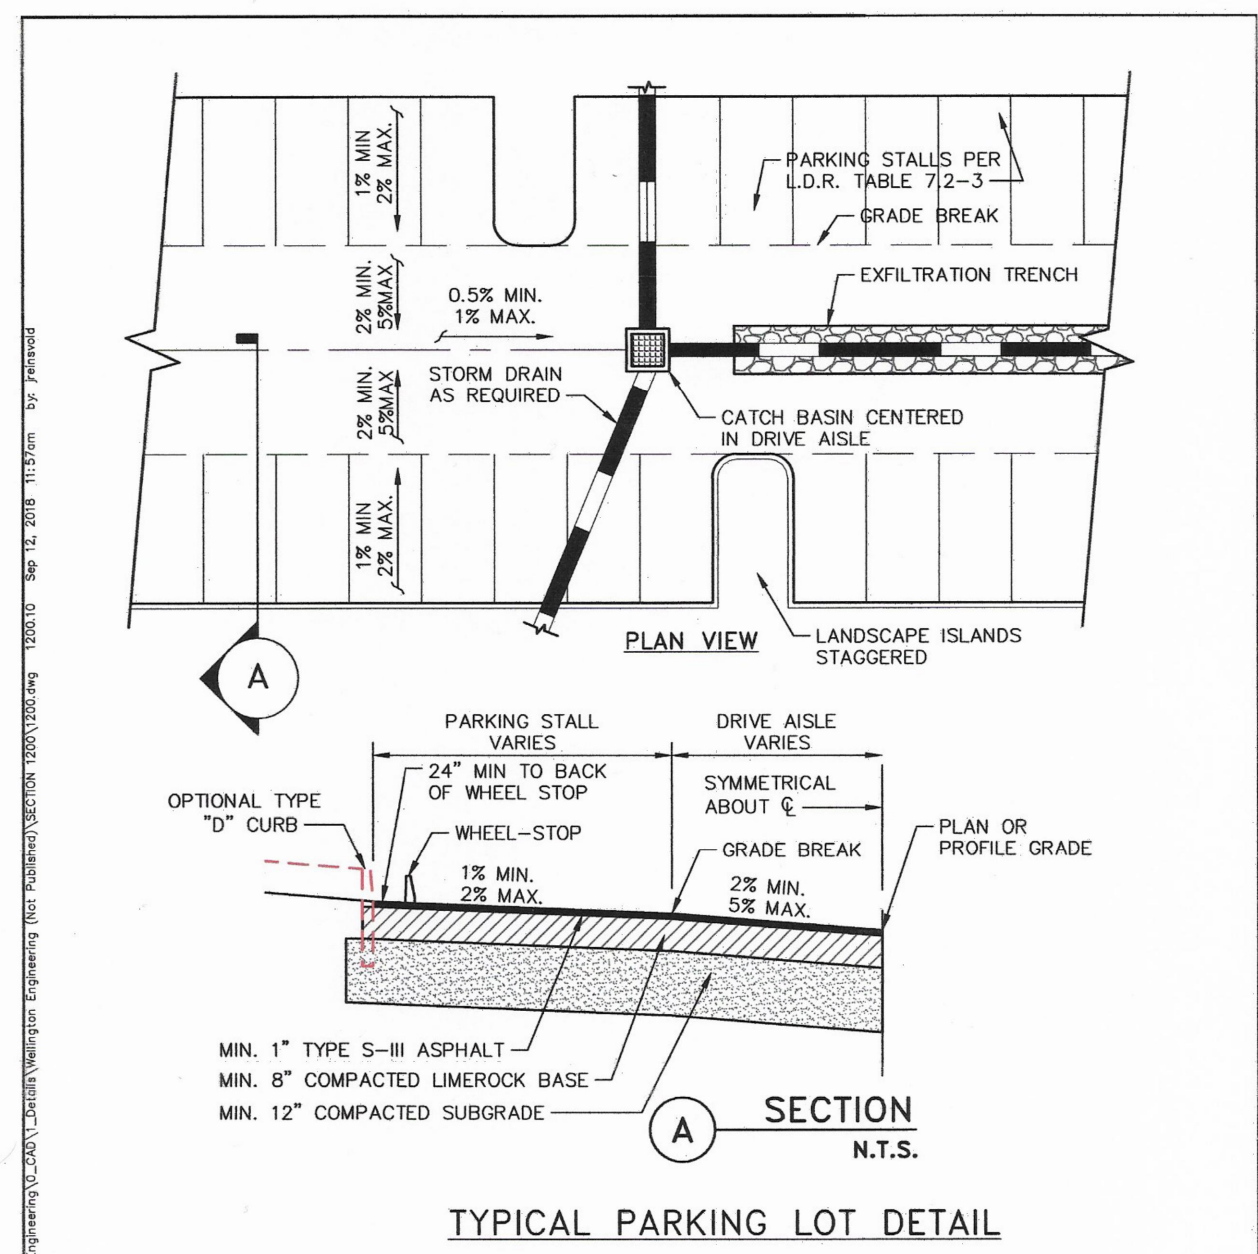 1% MIN
2% MAX.
PARKING STALLS PER
L.D.R. TABLE 7.2-3
GRADE BREAK
2% MIN.
5%MAX
EXFILTRATION TRENCH
0.5% MIN.
1% MAX.
STORM DRAIN
AS REQUIRED
2% MIN.
5%MAX
CATCH BASIN CENTERED
IN DRIVE AISLE
1% MIN
2% MAX.
PLAN VIEW
LANDSCAPE ISLANDS
STAGGERED
A
PARKING STALL
VARIES
DRIVE AISLE
VARIES
24" MIN TO BACK
OF WHEEL STOP
SYMMETRICAL
ABOUT ℄
OPTIONAL TYPE
"D" CURB
WHEEL-STOP
PLAN OR
PROFILE GRADE
GRADE BREAK
1% MIN.
2% MAX.
2% MIN.
5% MAX.
MIN. 1" TYPE S-III ASPHALT
MIN. 8" COMPACTED LIMEROCK BASE
MIN. 12" COMPACTED SUBGRADE
A
SECTION
N.T.S.
TYPICAL PARKING LOT DETAIL
ngineering\0_CAD\1_Details\Wellington Engineering (Not Published)\SECTION 1200\1200.dwg 1200.10 Sep 12, 2018 11:57am by: jreinsvold